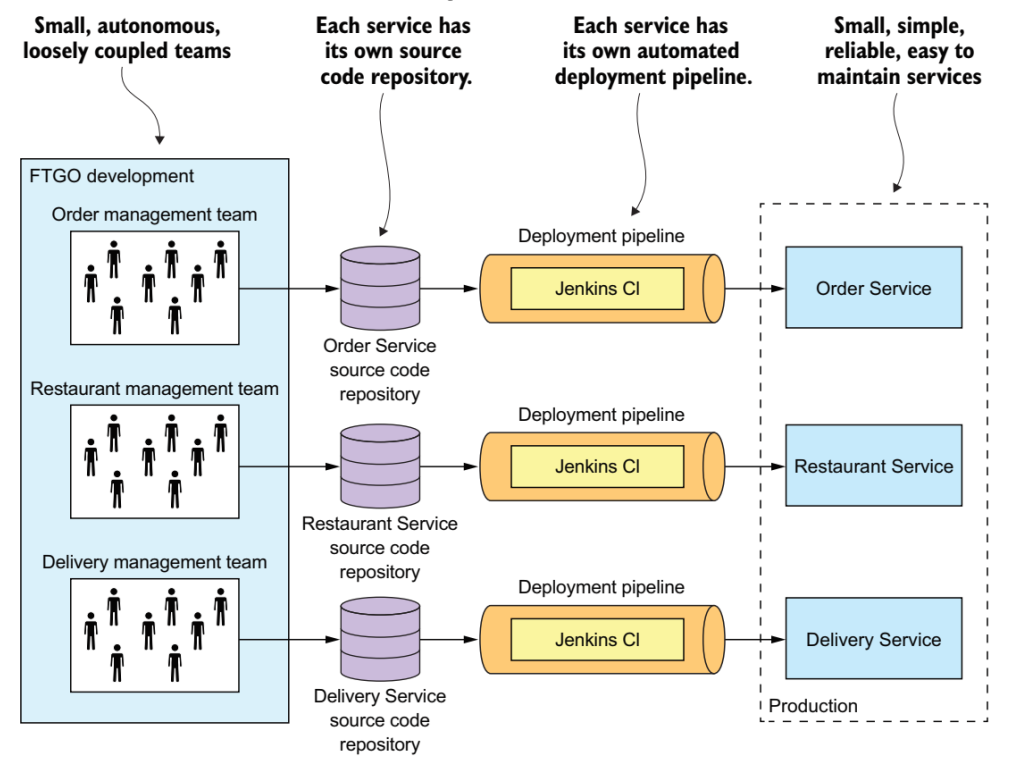 Small, autonomous,
loosely coupled teams
Each service has
its own source
code repository.
Each service has
its own automated
deployment pipeline.
Small, simple,
reliable, easy to
maintain services
FTGO development
Order management team
Order Service
source code
repository
Deployment pipeline
Jenkins CI
Order Service
Restaurant management team
Restaurant Service
source code
repository
Deployment pipeline
Jenkins CI
Restaurant Service
Delivery management team
Delivery Service
source code
repository
Deployment pipeline
Jenkins CI
Delivery Service
Production